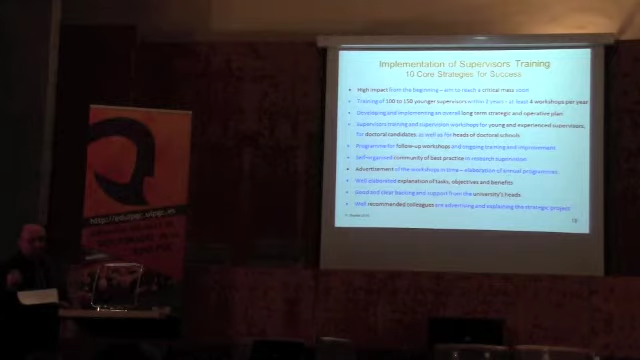 Implementation of Supervisors Training
10 Core Strategies for Success
High impact from the beginning – aim to reach a critical mass soon!
Training of 100 to 150 younger supervisors within 2 years - at least 4 workshops per year
Developing and implementing an overall long term strategic and operative plan
Supervisors training and supervision workshops for young and experienced supervisors,
for doctoral candidates, as well as for heads of doctoral schools
Programme for follow-up workshops and ongoing training and improvement
Self-organised community of best practice in research supervision
Advertisement of the workshops in time – elaboration of annual programmes
Well elaborated explanation of tasks, objectives and benefits
Good and clear backing and support from the university's heads
Well recommended colleagues are advertising and explaining the strategic project